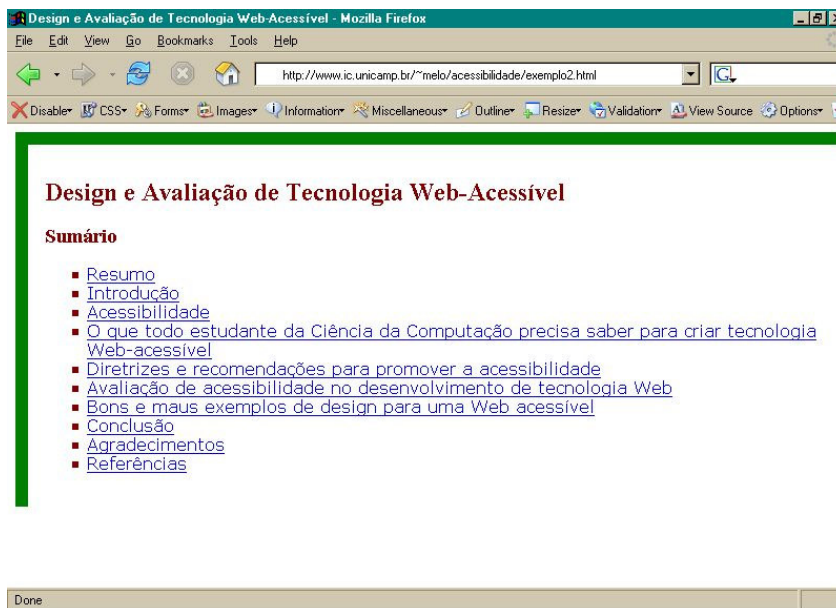 Design e Avaliação de Tecnologia Web-Acessível - Mozilla Firefox
File Edit View Go Bookmarks Tools Help
http://www.ic.unicamp.br/~melo/acessibilidade/exemplo2.html
Disable CSS Forms Images Information Miscellaneous Outline Resize Validation View Source Options
Design e Avaliação de Tecnologia Web-Acessível
Sumário
Resumo
Introdução
Acessibilidade
O que todo estudante da Ciência da Computação precisa saber para criar tecnologia
Web-acessível
Diretrizes e recomendações para promover a acessibilidade
Avaliação de acessibilidade no desenvolvimento de tecnologia Web
Bons e maus exemplos de design para uma Web acessível
Conclusão
Agradecimentos
Referências
Done